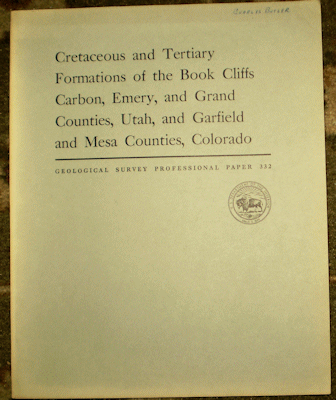 Cretaceous and Tertiary
Formations of the Book Cliffs
Carbon, Emery, and Grand
Counties, Utah, and Garfield
and Mesa Counties, Colorado
GEOLOGICAL SURVEY PROFESSIONAL PAPER 332